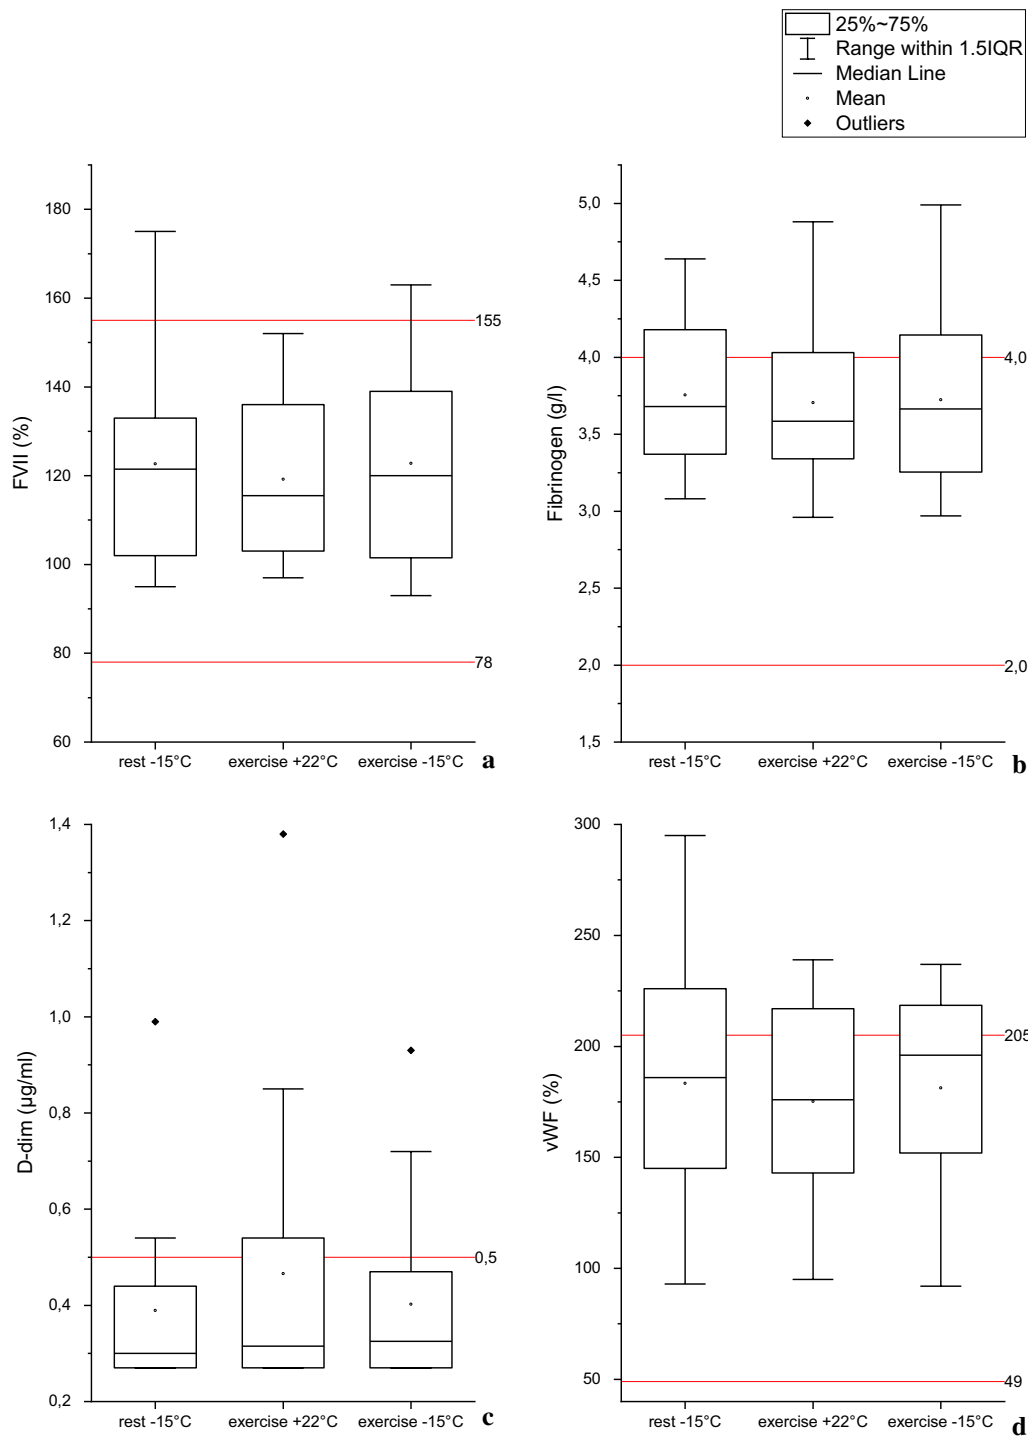 25%~75%
Range within 1.5IQR
Median Line
Mean
Outliers
180
160
140
120
100
80
60
FVII (%)
155
78
rest -15°C
exercise +22°C
exercise -15°C
a
5,0
4,5
4,0
3,5
3,0
2,5
2,0
1,5
Fibrinogen (g/l)
4,0
2,0
rest -15°C
exercise +22°C
exercise -15°C
b
1,4
1,2
1,0
0,8
0,6
0,4
0,2
D-dim (µg/ml)
0,5
rest -15°C
exercise +22°C
exercise -15°C
c
300
250
200
150
100
50
vWF (%)
205
49
rest -15°C
exercise +22°C
exercise -15°C
d